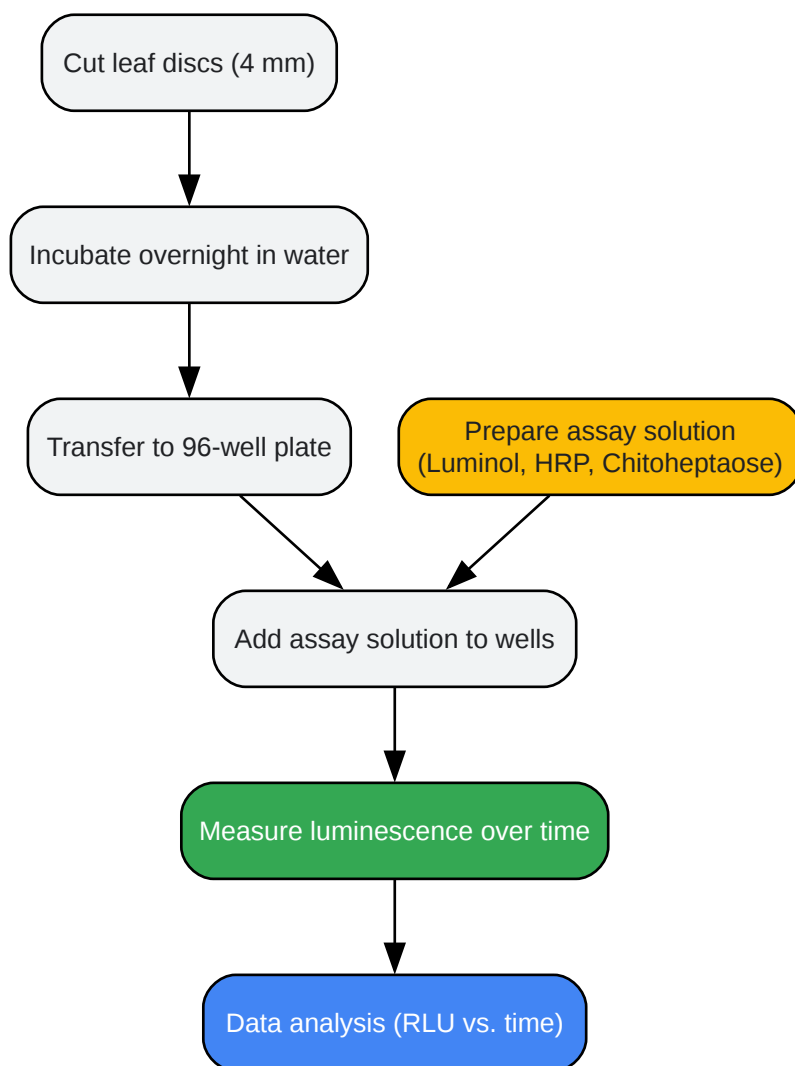 Cut leaf discs (4 mm)
Incubate overnight in water
Transfer to 96-well plate
Prepare assay solution
(Luminol, HRP, Chitoheptaose)
Add assay solution to wells
Measure luminescence over time
Data analysis (RLU vs. time)